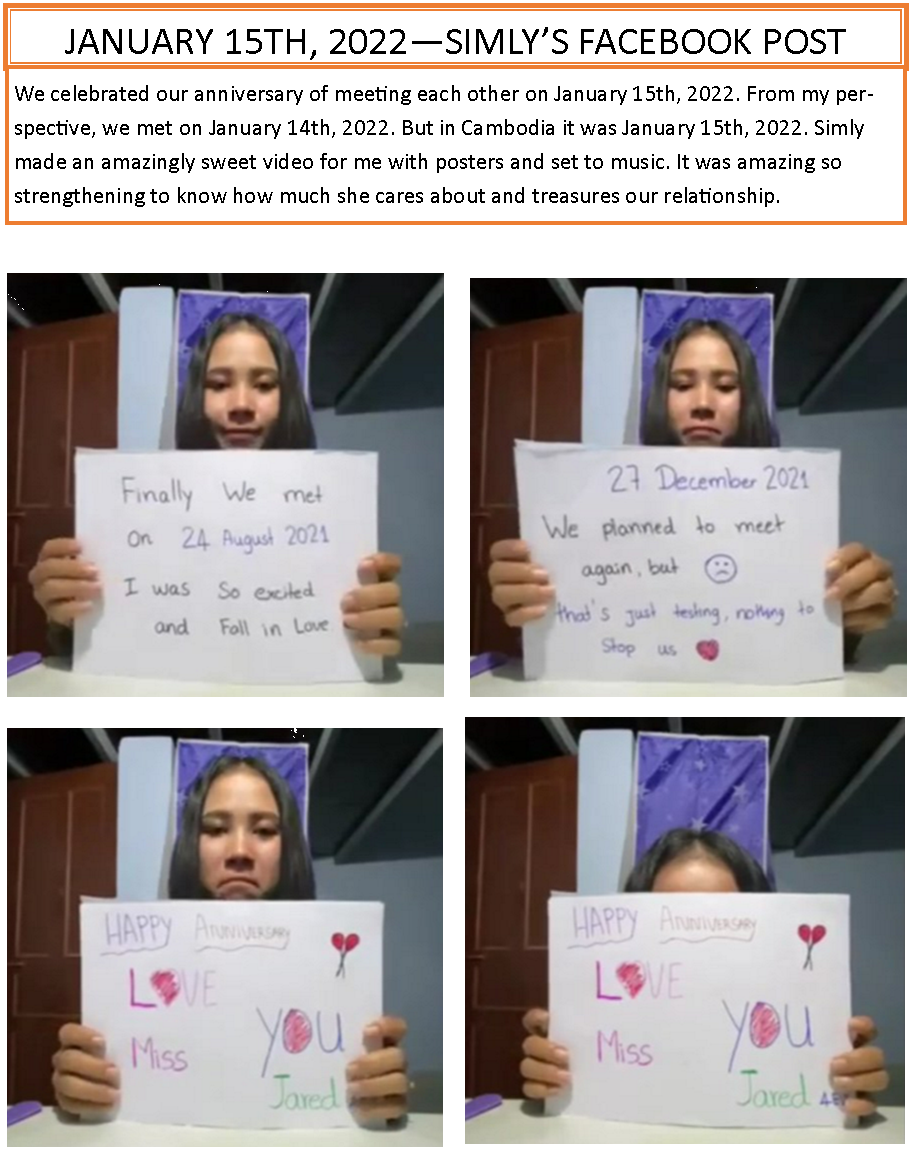 JANUARY 15TH, 2022—SIMLY'S FACEBOOK POST
We celebrated our anniversary of meeting each other on January 15th, 2022. From my per-
spective, we met on January 14th, 2022. But in Cambodia it was January 15th, 2022. Simly
made an amazingly sweet video for me with posters and set to music. It was amazing so
strengthening to know how much she cares about and treasures our relationship.
Finally We met
on 24 August 2021
I was So excited
and Fall in Love
27 December 2021
We planned to meet
again, but
that's just testing, nothing to
Stop us
HAPPY ANNIVERSARY
LOVE
YOU
Miss
Jared
HAPPY ANNIVERSARY
LOVE
YOU
Miss
Jared